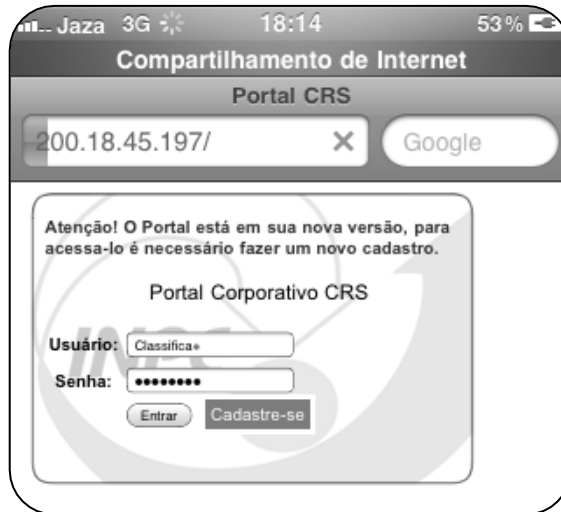 Jaza 3G 18:14 53%
Compartilhamento de Internet
Portal CRS
200.18.45.197/ Google
Atenção! O Portal está em sua nova versão, para
acessa-lo é necessário fazer um novo cadastro.
Portal Corporativo CRS
INPE
Usuário: Classifica+
Senha: ••••••••
Entrar Cadastre-se